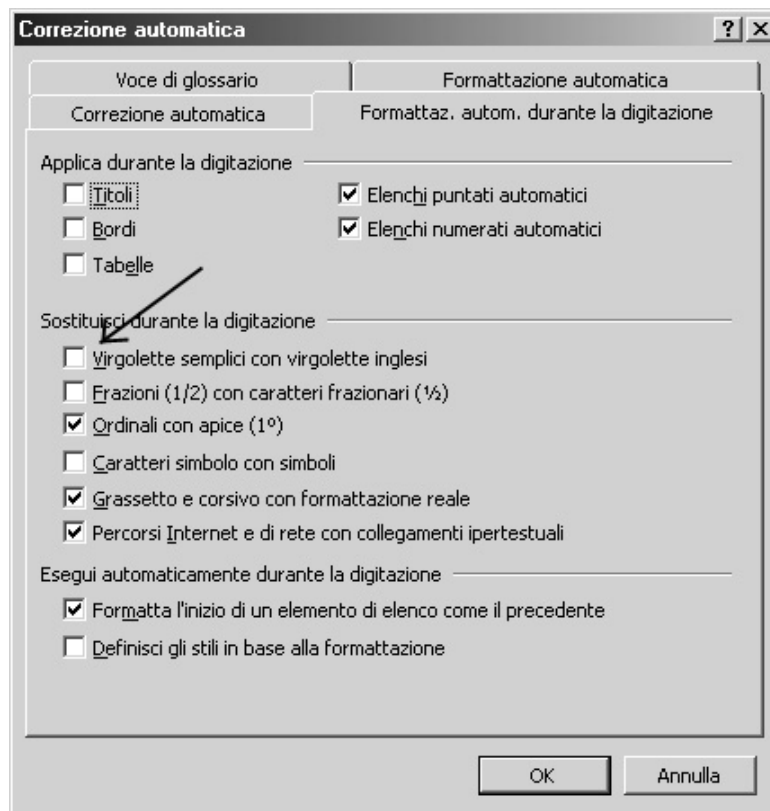 Correzione automatica
Voce di glossario
Formattazione automatica
Correzione automatica
Formattaz. autom. durante la digitazione
Applica durante la digitazione
Titoli
Elenchi puntati automatici
Bordi
Elenchi numerati automatici
Tabelle
Sostituisci durante la digitazione
Virgolette semplici con virgolette inglesi
Frazioni (1/2) con caratteri frazionari (½)
Ordinali con apice (1º)
Caratteri simbolo con simboli
Grassetto e corsivo con formattazione reale
Percorsi Internet e di rete con collegamenti ipertestuali
Esegui automaticamente durante la digitazione
Formatta l'inizio di un elemento di elenco come il precedente
Definisci gli stili in base alla formattazione
OK
Annulla